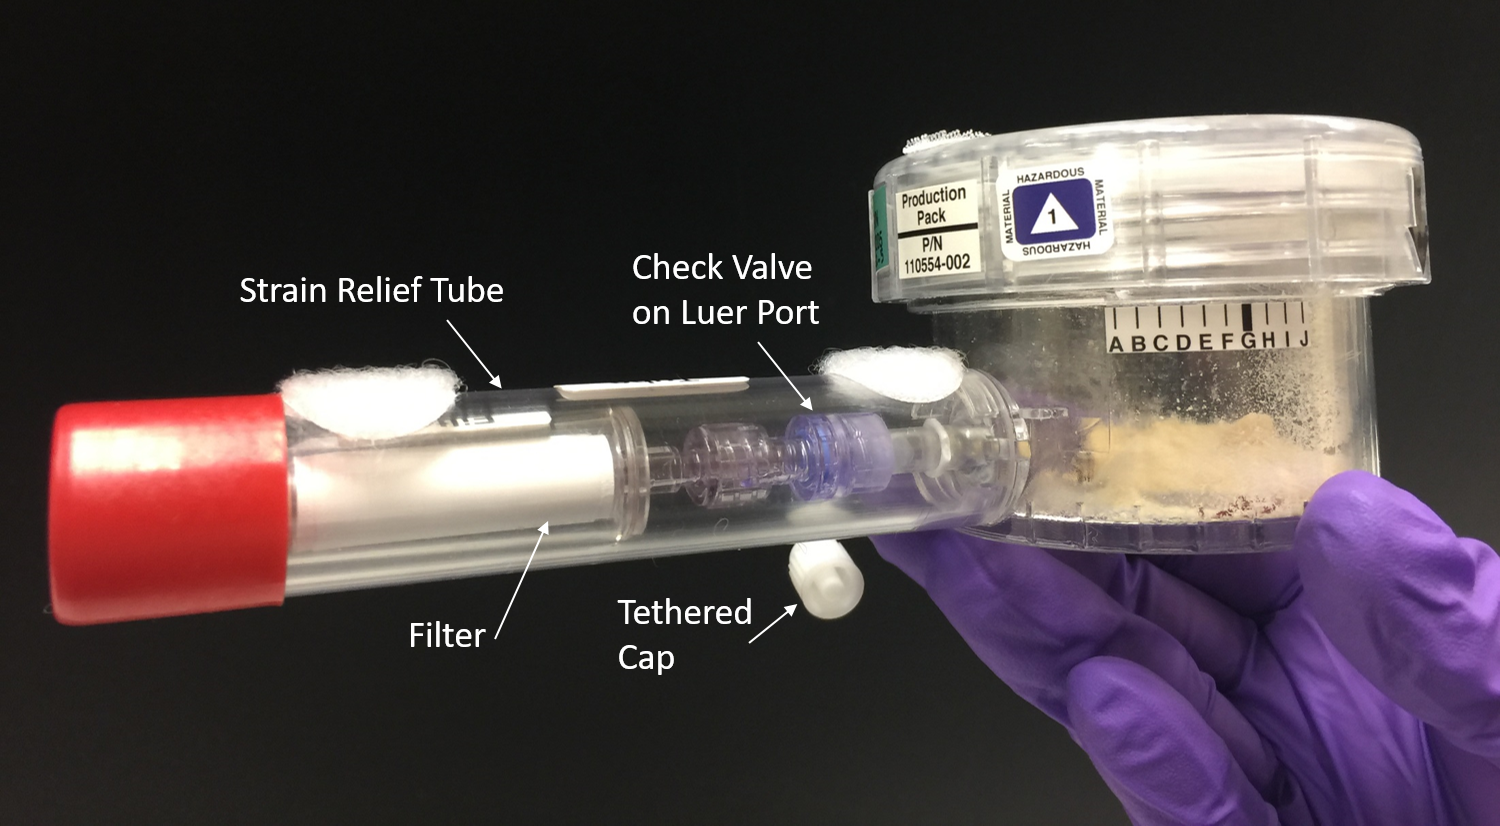 Production
Pack
P/N
110554-002
HAZARDOUS
MATERIAL
1
MATERIAL
HAZARDOUS
A B C D E F G H I J
Check Valve
on Luer Port
Strain Relief Tube
Filter
Tethered
Cap